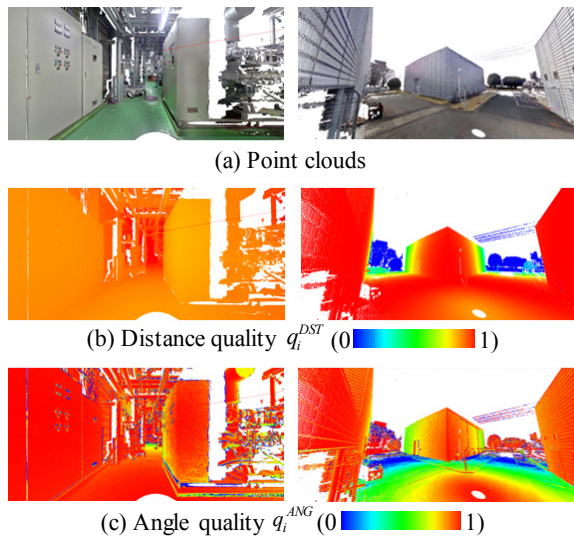 (a) Point clouds
(b) Distance quality q_i^{DST} (0 1)
(c) Angle quality q_i^{ANG} (0 1)